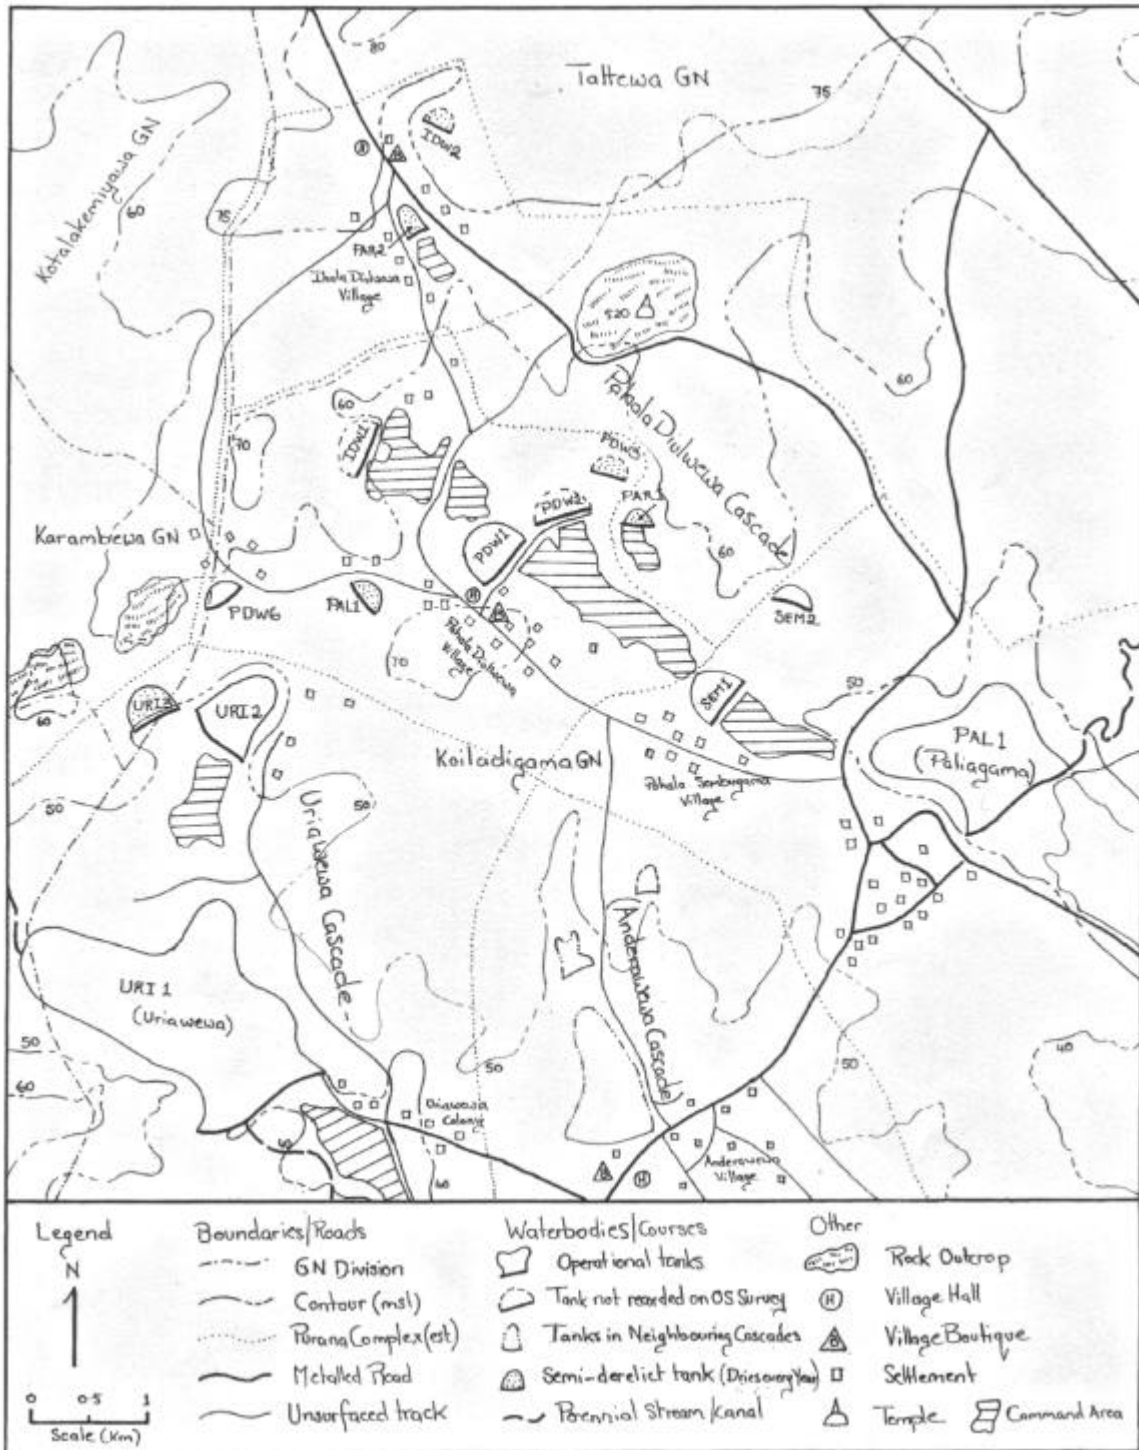 80
Tattewa GN
75
IDW2
H
B
Kotalakemiyawa GN
60
75
PAR2
Ihala Diulwewa
Village
520
60
60
Pahala Diulwewa Cascade
70
IDW1
PDW5
PDW2
PAR1
Karambewa GN
PDW1
60
H
PDW6
PAL1
B
SEM2
Pahala Diulwewa
Village
70
50
URI3
60
URI2
SEM1
PAL1
(Paliagama)
Koiladigama GN
Pahala Sembugama
Village
50
50
Uriawewa Cascade
Anderawewa Cascade
URI 1
(Uriawewa)
50
60
50
50
40
Uriawewa
Colony
Anderawewa
Village
B
H
60
Legend
N
0 0.5 1
Scale (Km)
Boundaries/Roads
GN Division
Contour (msl)
Purana Complex (est)
Metalled Road
Unsurfaced track
Waterbodies/Courses
Operational tanks
Tank not recorded on OS Survey
Tanks in Neighbouring Cascades
Semi-derelict tank (Dries every Year)
Perennial Stream/canal
Other
Rock Outcrop
H Village Hall
B Village Boutique
Settlement
Temple
Command Area